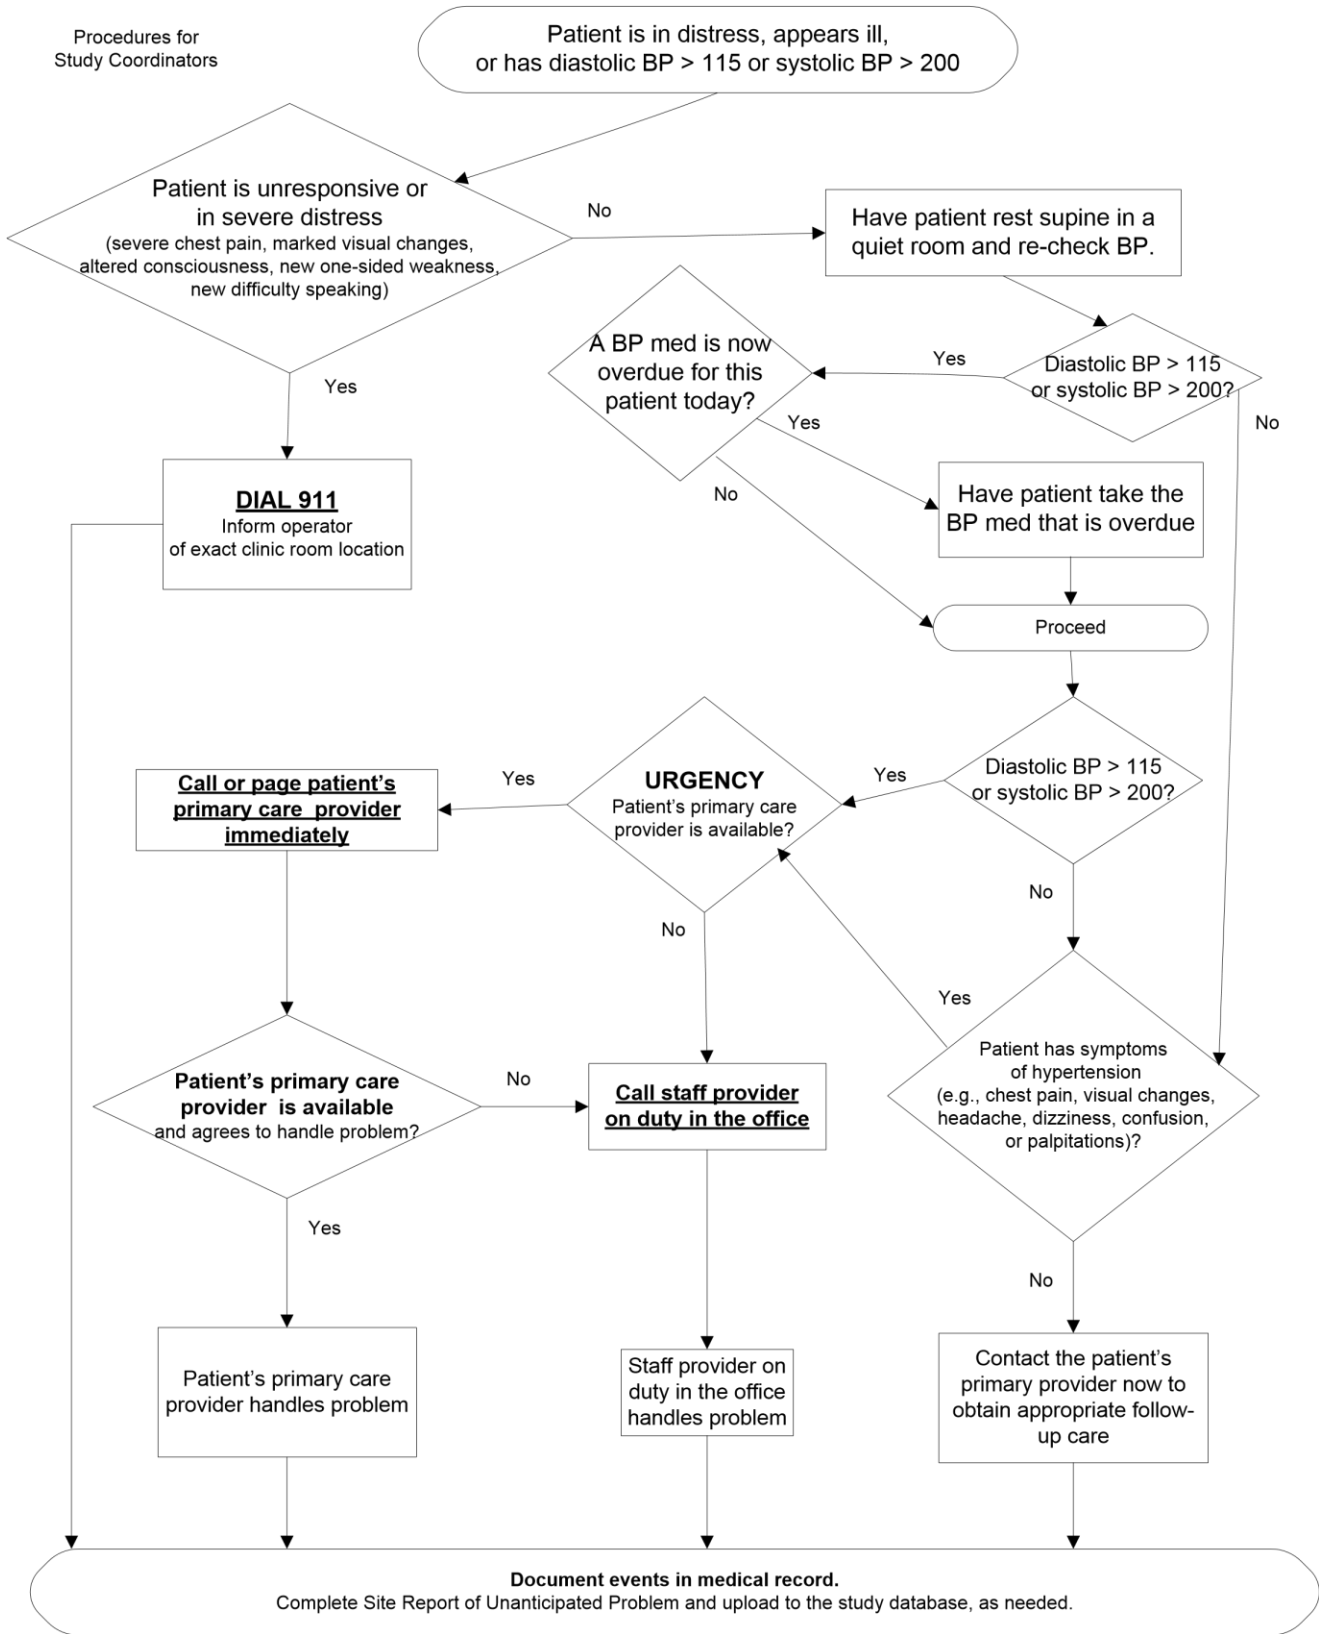 Procedures for
Study Coordinators
Patient is in distress, appears ill,
or has diastolic BP > 115 or systolic BP > 200
Patient is unresponsive or
in severe distress
(severe chest pain, marked visual changes,
altered consciousness, new one-sided weakness,
new difficulty speaking)
No
Have patient rest supine in a
quiet room and re-check BP.
Yes
A BP med is now
overdue for this
patient today?
Yes
Diastolic BP > 115
or systolic BP > 200?
No
Yes
No
DIAL 911
Inform operator
of exact clinic room location
Have patient take the
BP med that is overdue
Proceed
Diastolic BP > 115
or systolic BP > 200?
Yes
URGENCY
Patient's primary care
provider is available?
Yes
Call or page patient's
primary care provider
immediately
No
No
Yes
Patient has symptoms
of hypertension
(e.g., chest pain, visual changes,
headache, dizziness, confusion,
or palpitations)?
Patient's primary care
provider is available
and agrees to handle problem?
No
Call staff provider
on duty in the office
Yes
No
Patient's primary care
provider handles problem
Staff provider on
duty in the office
handles problem
Contact the patient's
primary provider now to
obtain appropriate follow-
up care
Document events in medical record.
Complete Site Report of Unanticipated Problem and upload to the study database, as needed.